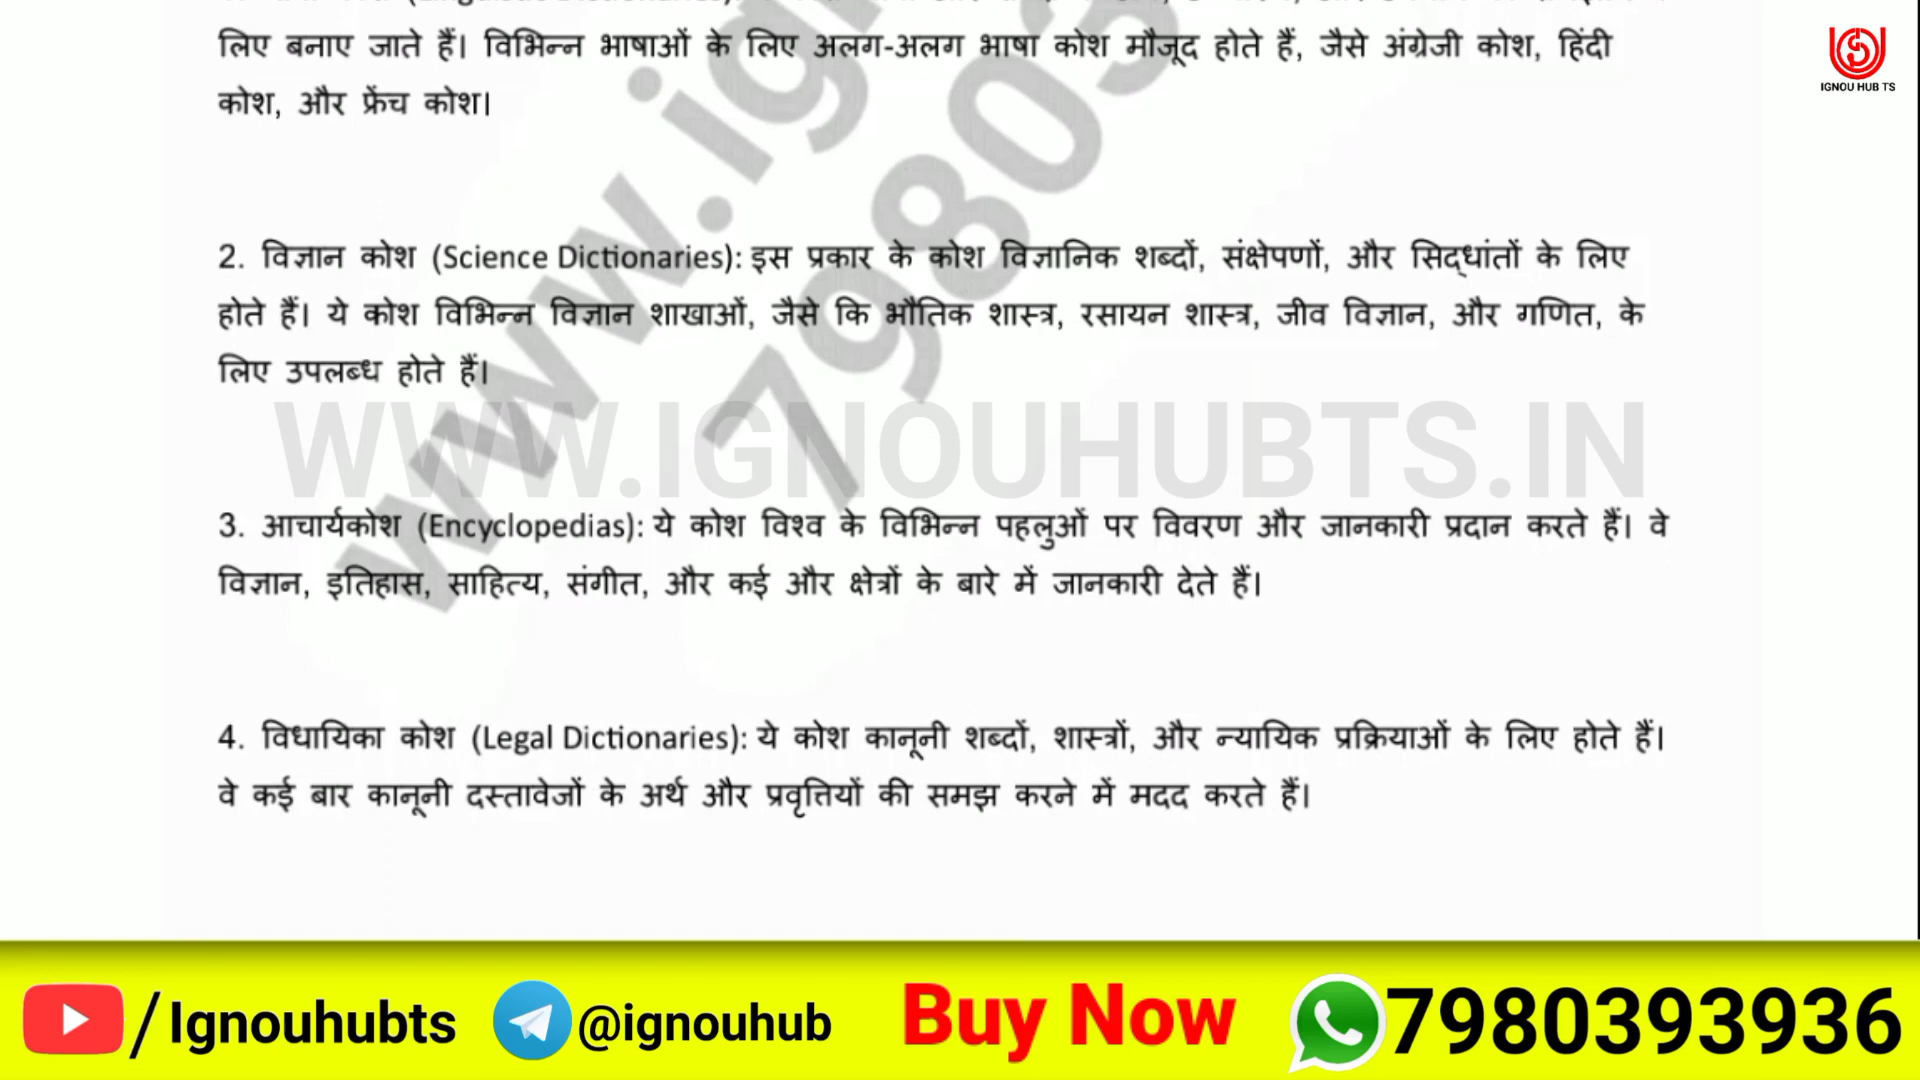 लिए बनाए जाते हैं। विभिन्न भाषाओं के लिए अलग-अलग भाषा कोश मौजूद होते हैं, जैसे अंग्रेजी कोश, हिंदी
कोश, और फ्रेंच कोश।
IGNOU HUB TS
2. विज्ञान कोश (Science Dictionaries): इस प्रकार के कोश विज्ञानिक शब्दों, संक्षेपणों, और सिद्धांतों के लिए
होते हैं। ये कोश विभिन्न विज्ञान शाखाओं, जैसे कि भौतिक शास्त्र, रसायन शास्त्र, जीव विज्ञान, और गणित, के
लिए उपलब्ध होते हैं।
WWW.IGNOUHUBTS.IN
3. आचार्यकोश (Encyclopedias): ये कोश विश्व के विभिन्न पहलुओं पर विवरण और जानकारी प्रदान करते हैं। वे
विज्ञान, इतिहास, साहित्य, संगीत, और कई और क्षेत्रों के बारे में जानकारी देते हैं।
4. विधायिका कोश (Legal Dictionaries): ये कोश कानूनी शब्दों, शास्त्रों, और न्यायिक प्रक्रियाओं के लिए होते हैं।
वे कई बार कानूनी दस्तावेजों के अर्थ और प्रवृत्तियों की समझ करने में मदद करते हैं।
www.ig
79803
/Ignouhubts @ignouhub Buy Now 7980393936